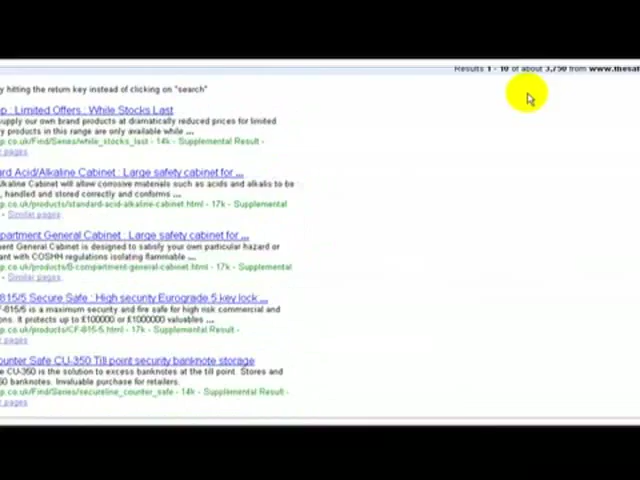 Results 1 - 10 of about 3,750 from www.thesaf
y hitting the return key instead of clicking on "search"
p : Limited Offers : While Stocks Last
supply our own brand products at dramatically reduced prices for limited
y products in this range are only available while ...
p.co.uk/Find/Series/while_stocks_last - 14k - Supplemental Result -
pages
ard Acid/Alkaline Cabinet : Large safety cabinet for ...
lkaline Cabinet will allow corrosive materials such as acids and alkalis to be
, handled and stored correctly and conforms ...
p.co.uk/products/standard-acid-alkaline-cabinet.html - 17k - Supplemental
- Similar pages
partment General Cabinet : Large safety cabinet for ...
ment General Cabinet is designed to satisfy your own particular hazard or
ant with COSHH regulations isolating flammable ...
p.co.uk/products/8-compartment-general-cabinet.html - 17k - Supplemental
- Similar pages
815/5 Secure Safe : High security Eurograde 5 key lock ...
F-815/5 is a maximum security and fire safe for high risk commercial and
ons. It protects up to £100000 or £1000000 valuables ...
p.co.uk/products/CF-815-5.html - 17k - Supplemental Result -
pages
ounter Safe CU-350 Till point security banknote storage
e CU-350 is the solution to excess banknotes at the till point. Stores and
50 banknotes. Invaluable purchase for retailers.
p.co.uk/Find/Series/secureline_counter_safe - 14k - Supplemental Result -
pages